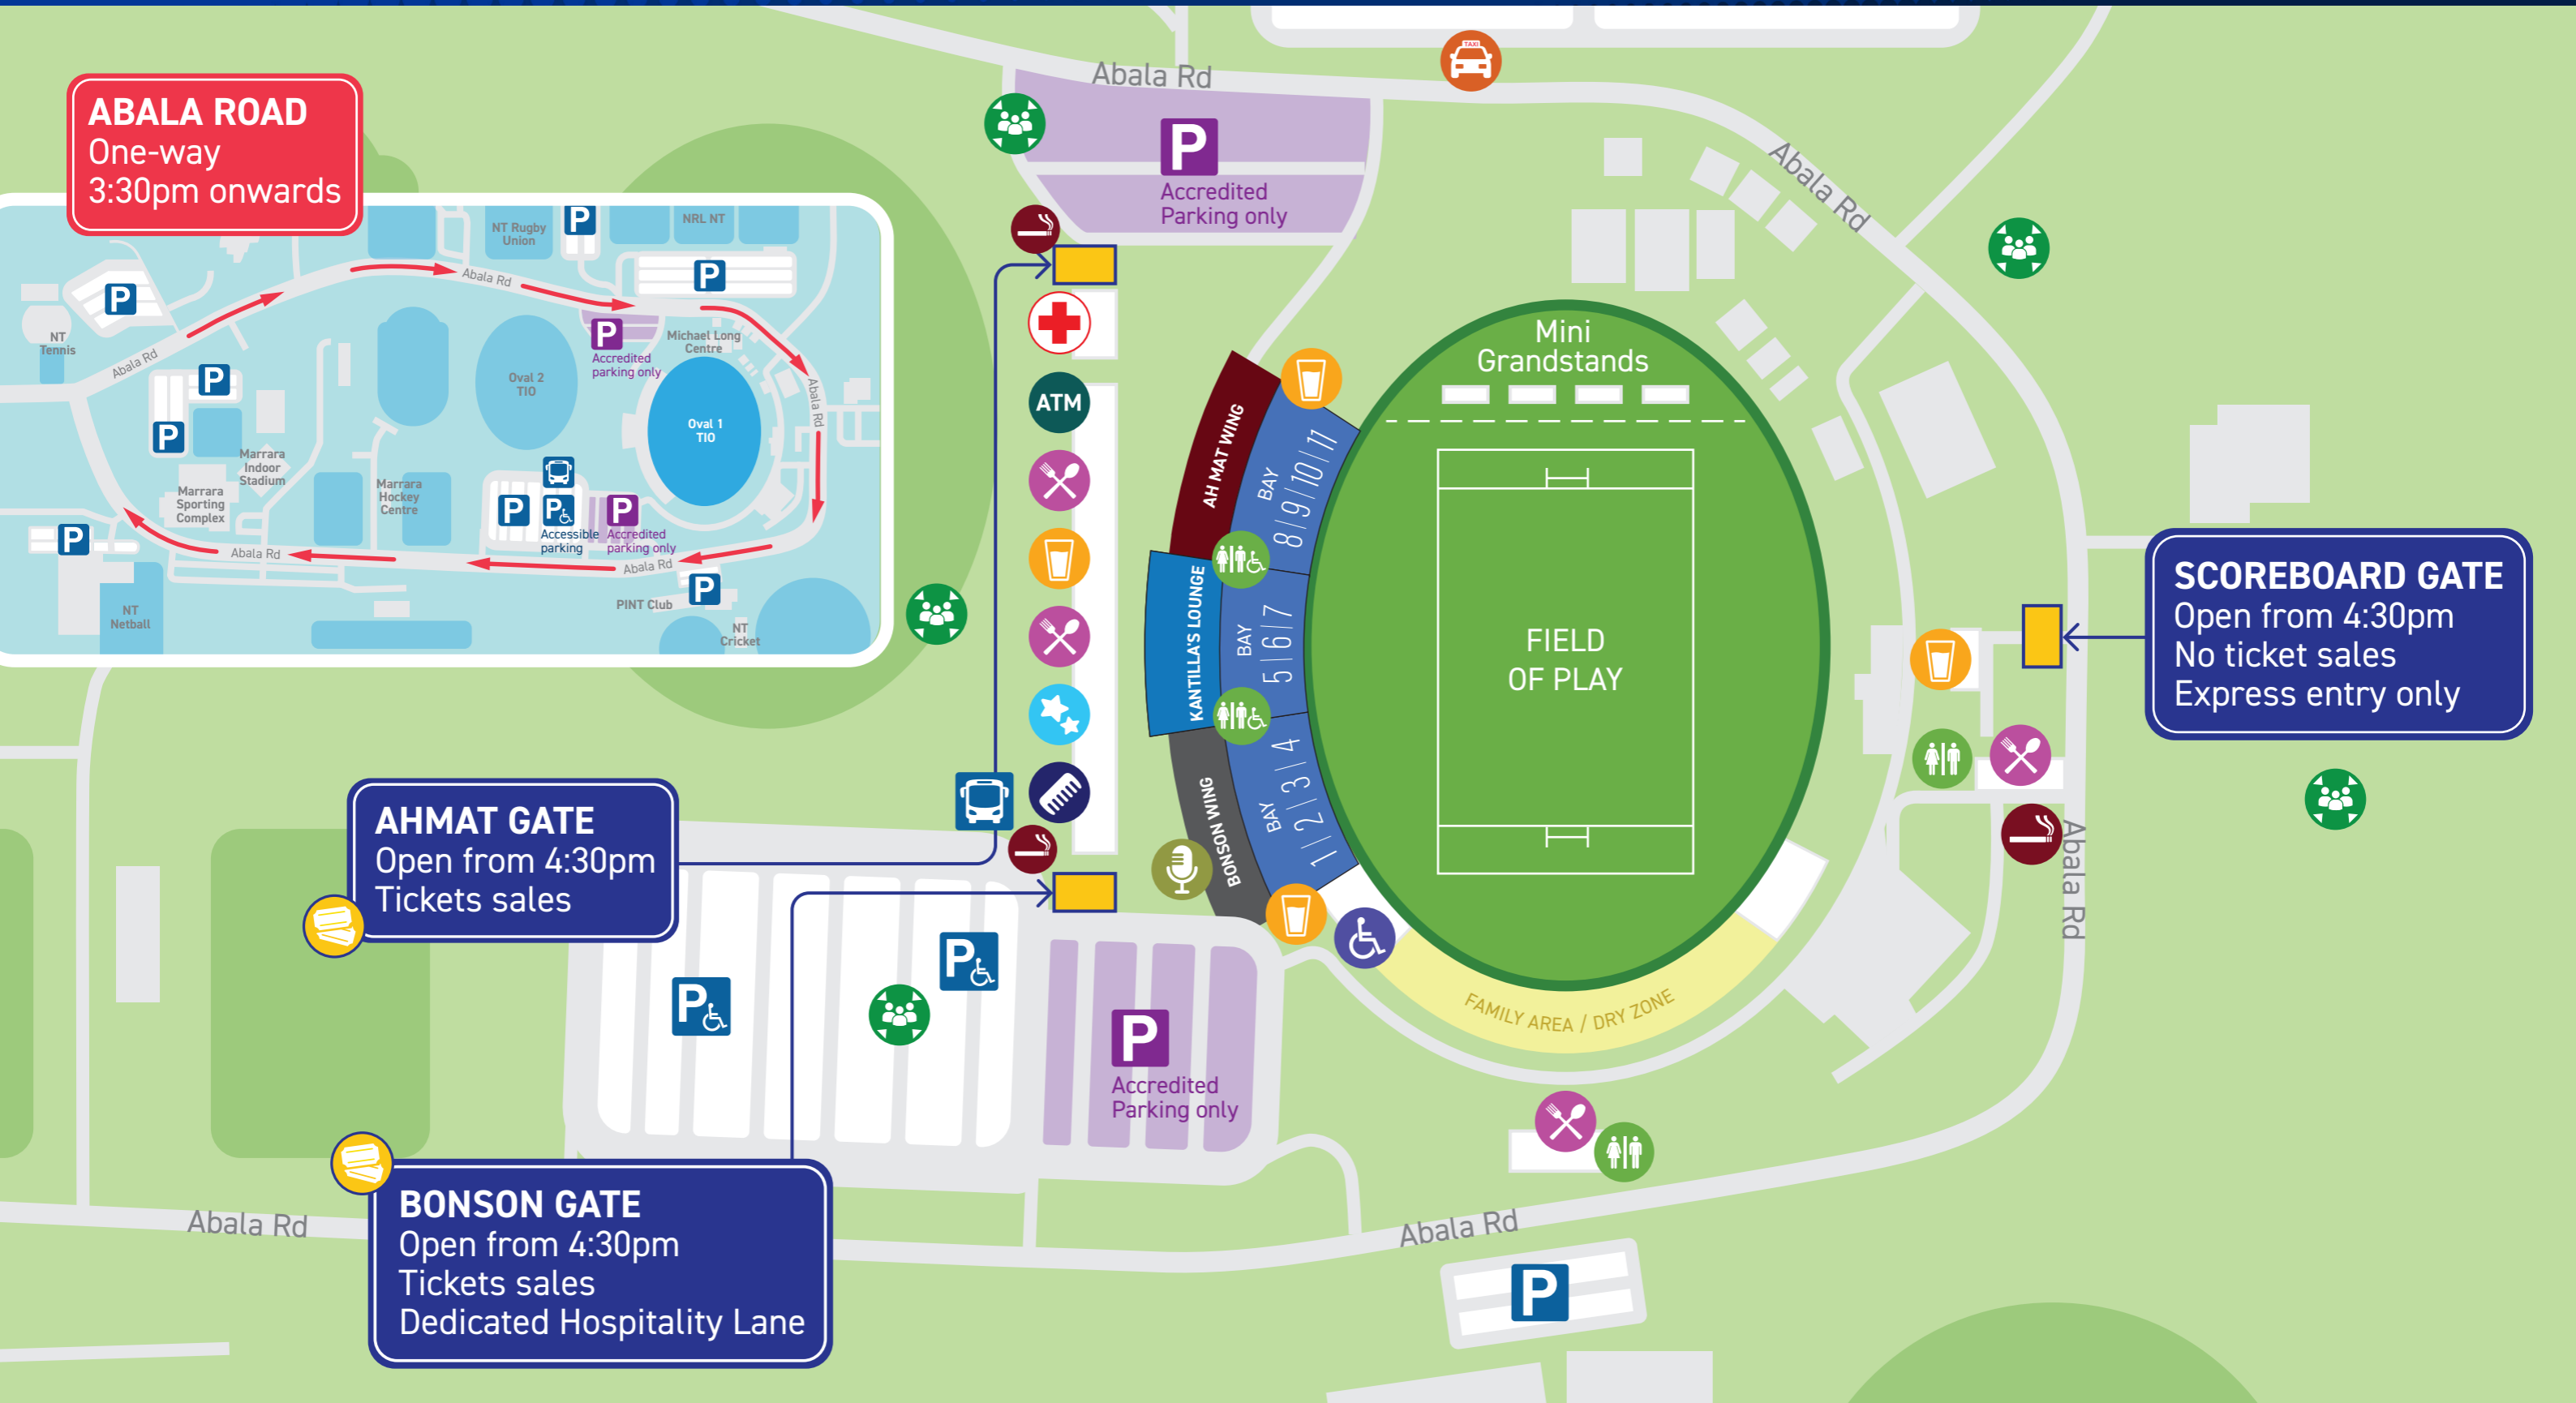 ABALA ROAD
One-way
3:30pm onwards
NT Rugby
Union
P
NRL NT
P
P
Abala Rd
NT
Tennis
Abala Rd
P
Accredited
parking only
Michael Long
Centre
Abala Rd
P
P
Oval 2
TIO
Oval 1
TIO
Marrara
Indoor
Stadium
Marrara
Sporting
Complex
Marrara
Hockey
Centre
P
P
Accessible
parking
P
Accredited
parking only
P
Abala Rd
Abala Rd
P
PINT Club
NT
Netball
NT
Cricket
Abala Rd
TAXI
P
Accredited
Parking only
Abala Rd
ATM
AH MAT WING
BAY
8 | 9 | 10 | 11
KANTILLA'S LOUNGE
BAY
5 | 6 | 7
BONSON WING
BAY
1 | 2 | 3 | 4
Mini
Grandstands
FIELD
OF PLAY
FAMILY AREA / DRY ZONE
SCOREBOARD GATE
Open from 4:30pm
No ticket sales
Express entry only
Abala Rd
AHMAT GATE
Open from 4:30pm
Tickets sales
P
P
P
Accredited
Parking only
BONSON GATE
Open from 4:30pm
Tickets sales
Dedicated Hospitality Lane
Abala Rd
Abala Rd
P